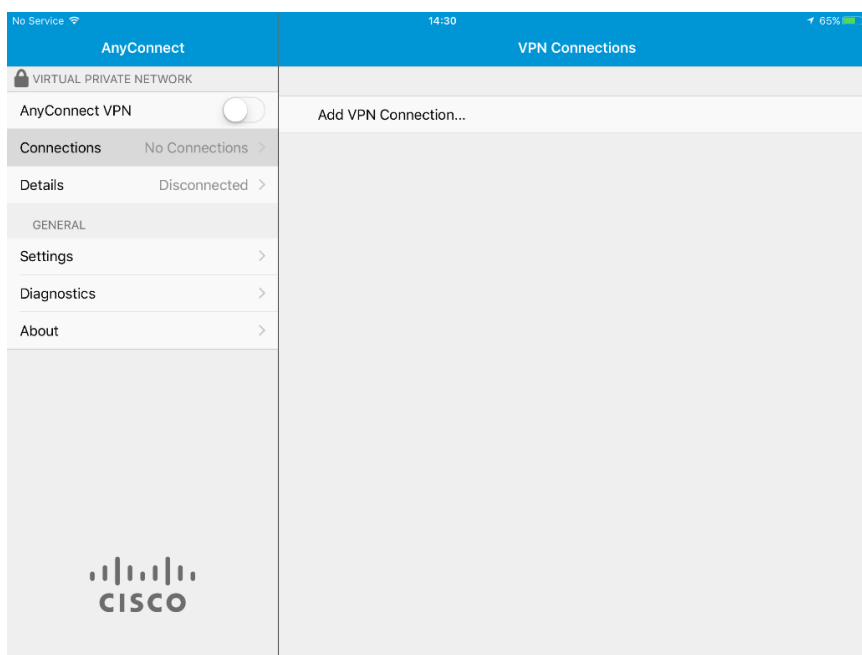 No Service 14:30 65%
AnyConnect VPN Connections
VIRTUAL PRIVATE NETWORK
AnyConnect VPN
Add VPN Connection...
Connections No Connections
Details Disconnected
GENERAL
Settings
Diagnostics
About
CISCO